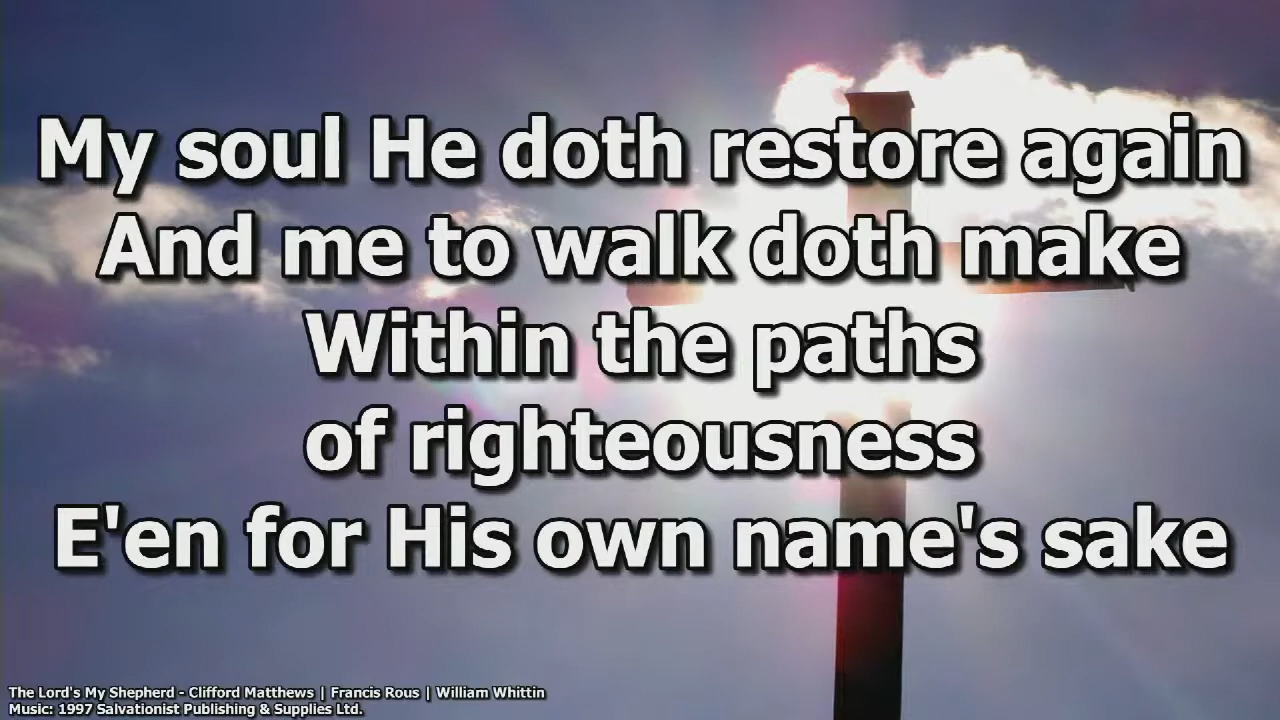 My soul He doth restore again
And me to walk doth make
Within the paths
of righteousness
E'en for His own name's sake
The Lord's My Shepherd - Clifford Matthews | Francis Rous | William Whittin
Music: 1997 Salvationist Publishing & Supplies Ltd.